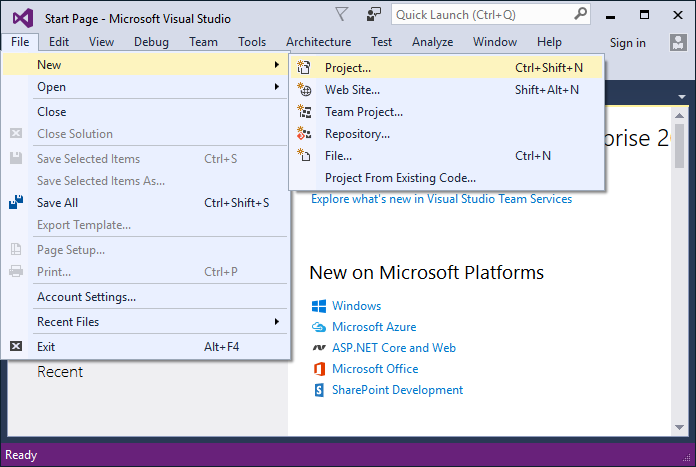 Start Page - Microsoft Visual Studio
Quick Launch (Ctrl+Q)
File Edit View Debug Team Tools Architecture Test Analyze Window Help Sign in
New
Open
Close
Close Solution
Save Selected Items Ctrl+S
Save Selected Items As...
Save All Ctrl+Shift+S
Export Template...
Page Setup...
Print... Ctrl+P
Account Settings...
Recent Files
Exit Alt+F4
Project... Ctrl+Shift+N
Web Site... Shift+Alt+N
Team Project...
Repository...
File... Ctrl+N
Project From Existing Code...
Explore what's new in Visual Studio Team Services
New on Microsoft Platforms
Windows
Microsoft Azure
ASP.NET Core and Web
Microsoft Office
SharePoint Development
Recent
Ready